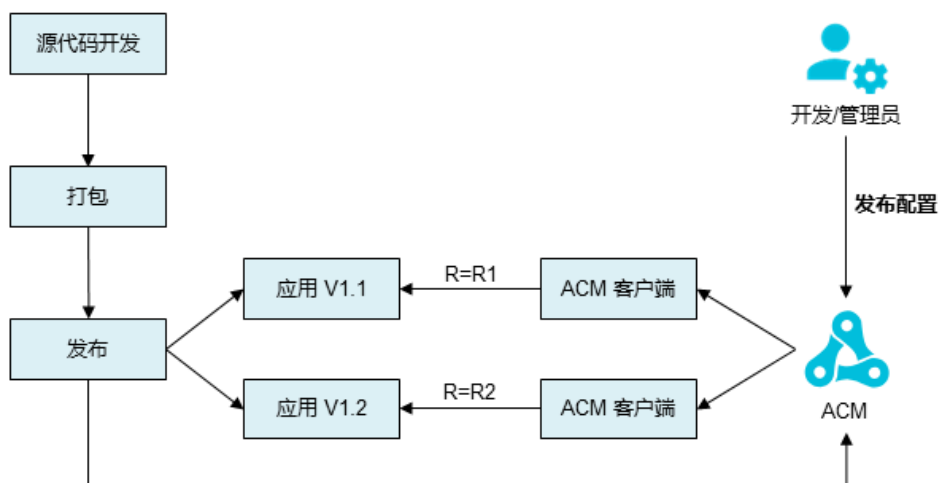 源代码开发
开发/管理员
打包
发布配置
应用 V1.1
R=R1
ACM 客户端
发布
应用 V1.2
R=R2
ACM 客户端
ACM